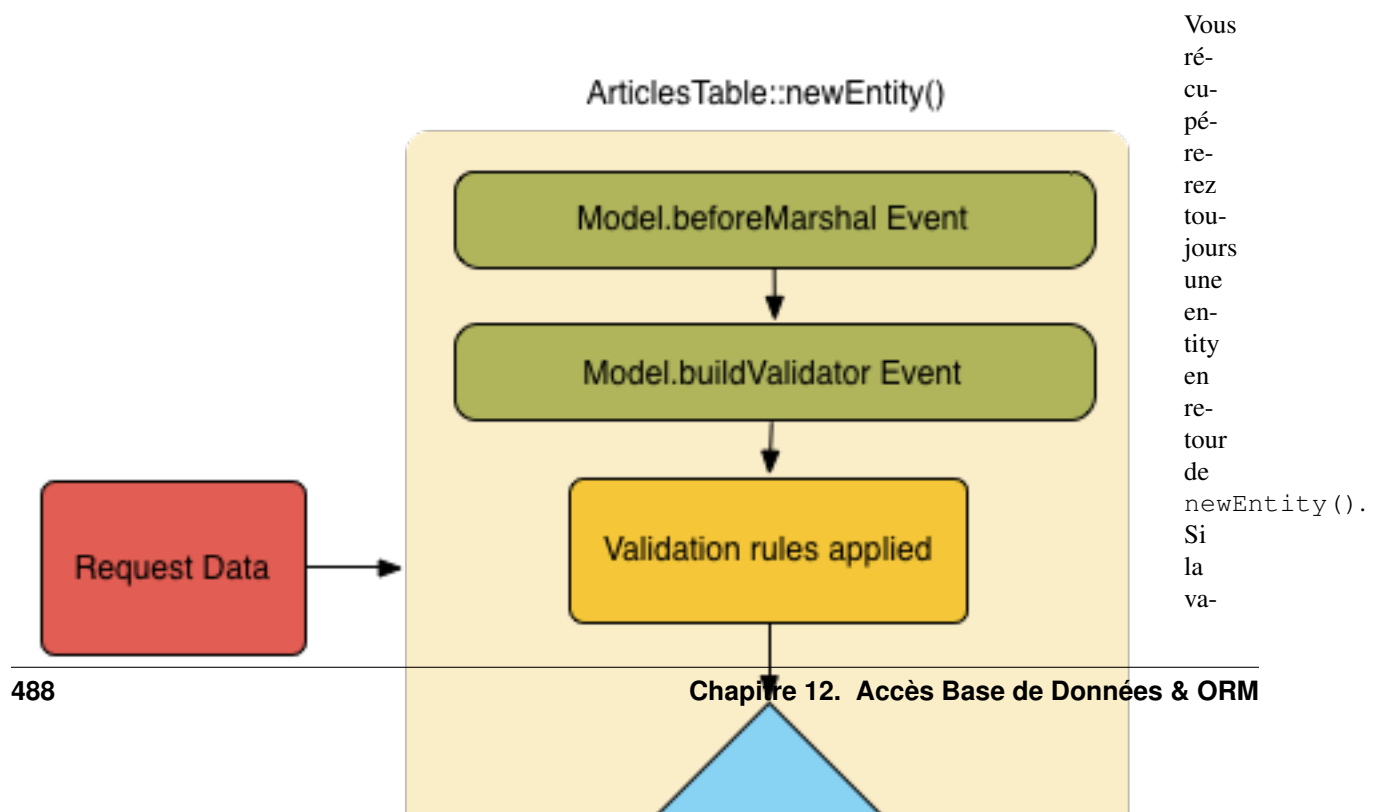 ArticlesTable::newEntity()
Model.beforeMarshal Event
Model.buildValidator Event
Request Data
Validation rules applied
Vous
ré-
cu-
pé-
re-
rez
tou-
jours
une
en-
tity
en
re-
tour
de
newEntity().
Si
la
va-
488
Chapitre 12. Accès Base de Données & ORM